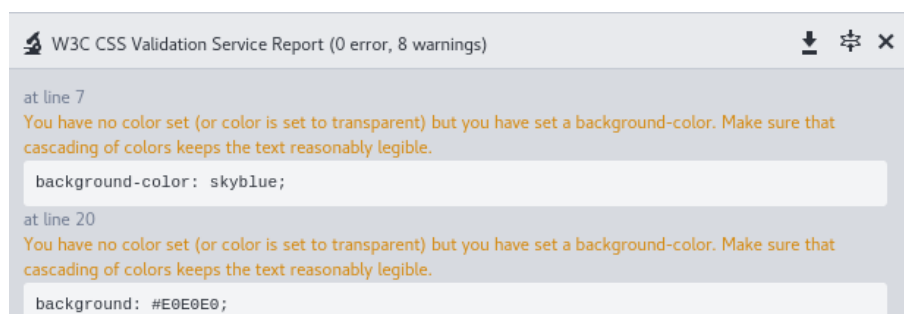 W3C CSS Validation Service Report (0 error, 8 warnings)
at line 7
You have no color set (or color is set to transparent) but you have set a background-color. Make sure that
cascading of colors keeps the text reasonably legible.
background-color: skyblue;
at line 20
You have no color set (or color is set to transparent) but you have set a background-color. Make sure that
cascading of colors keeps the text reasonably legible.
background: #E0E0E0;